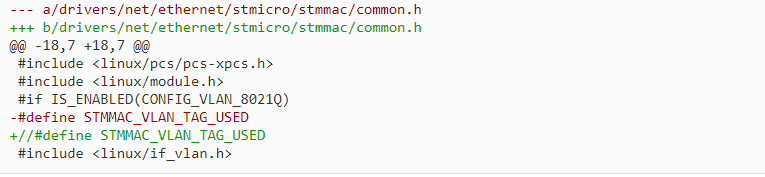 --- a/drivers/net/ethernet/stmicro/stmmac/common.h
+++ b/drivers/net/ethernet/stmicro/stmmac/common.h
@@ -18,7 +18,7 @@
 #include <linux/pcs/pcs-xpcs.h>
 #include <linux/module.h>
 #if IS_ENABLED(CONFIG_VLAN_8021Q)
-#define STMMAC_VLAN_TAG_USED
+//#define STMMAC_VLAN_TAG_USED
 #include <linux/if_vlan.h>